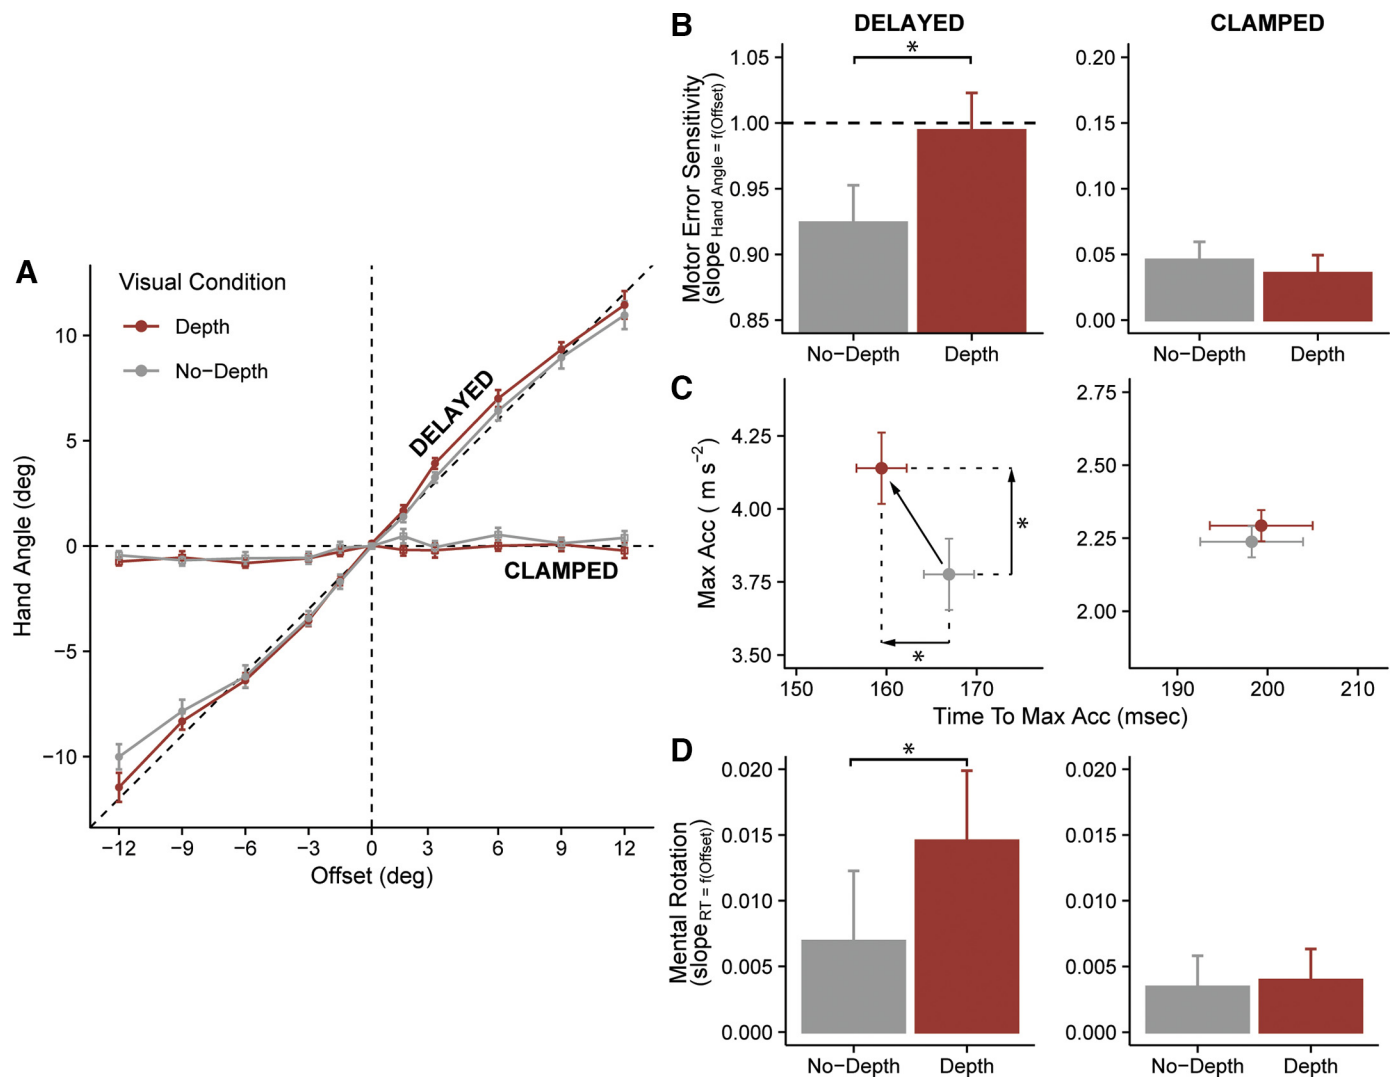 A
Visual Condition
Depth
No−Depth
DELAYED
CLAMPED
Hand Angle (deg)
10
5
0
−5
−10
−12 −9 −6 −3 0 3 6 9 12
Offset (deg)
B
DELAYED
CLAMPED
Motor Error Sensitivity
(slope Hand Angle = f(Offset))
1.05
1.00
0.95
0.90
0.85
*
No−Depth Depth
0.20
0.15
0.10
0.05
0.00
No−Depth Depth
C
Max Acc ( m s−2)
4.25
4.00
3.75
3.50
*
*
150 160 170
2.75
2.50
2.25
2.00
190 200 210
Time To Max Acc (msec)
D
Mental Rotation
(slope RT = f(Offset))
0.020
0.015
0.010
0.005
0.000
*
No−Depth Depth
0.020
0.015
0.010
0.005
0.000
No−Depth Depth